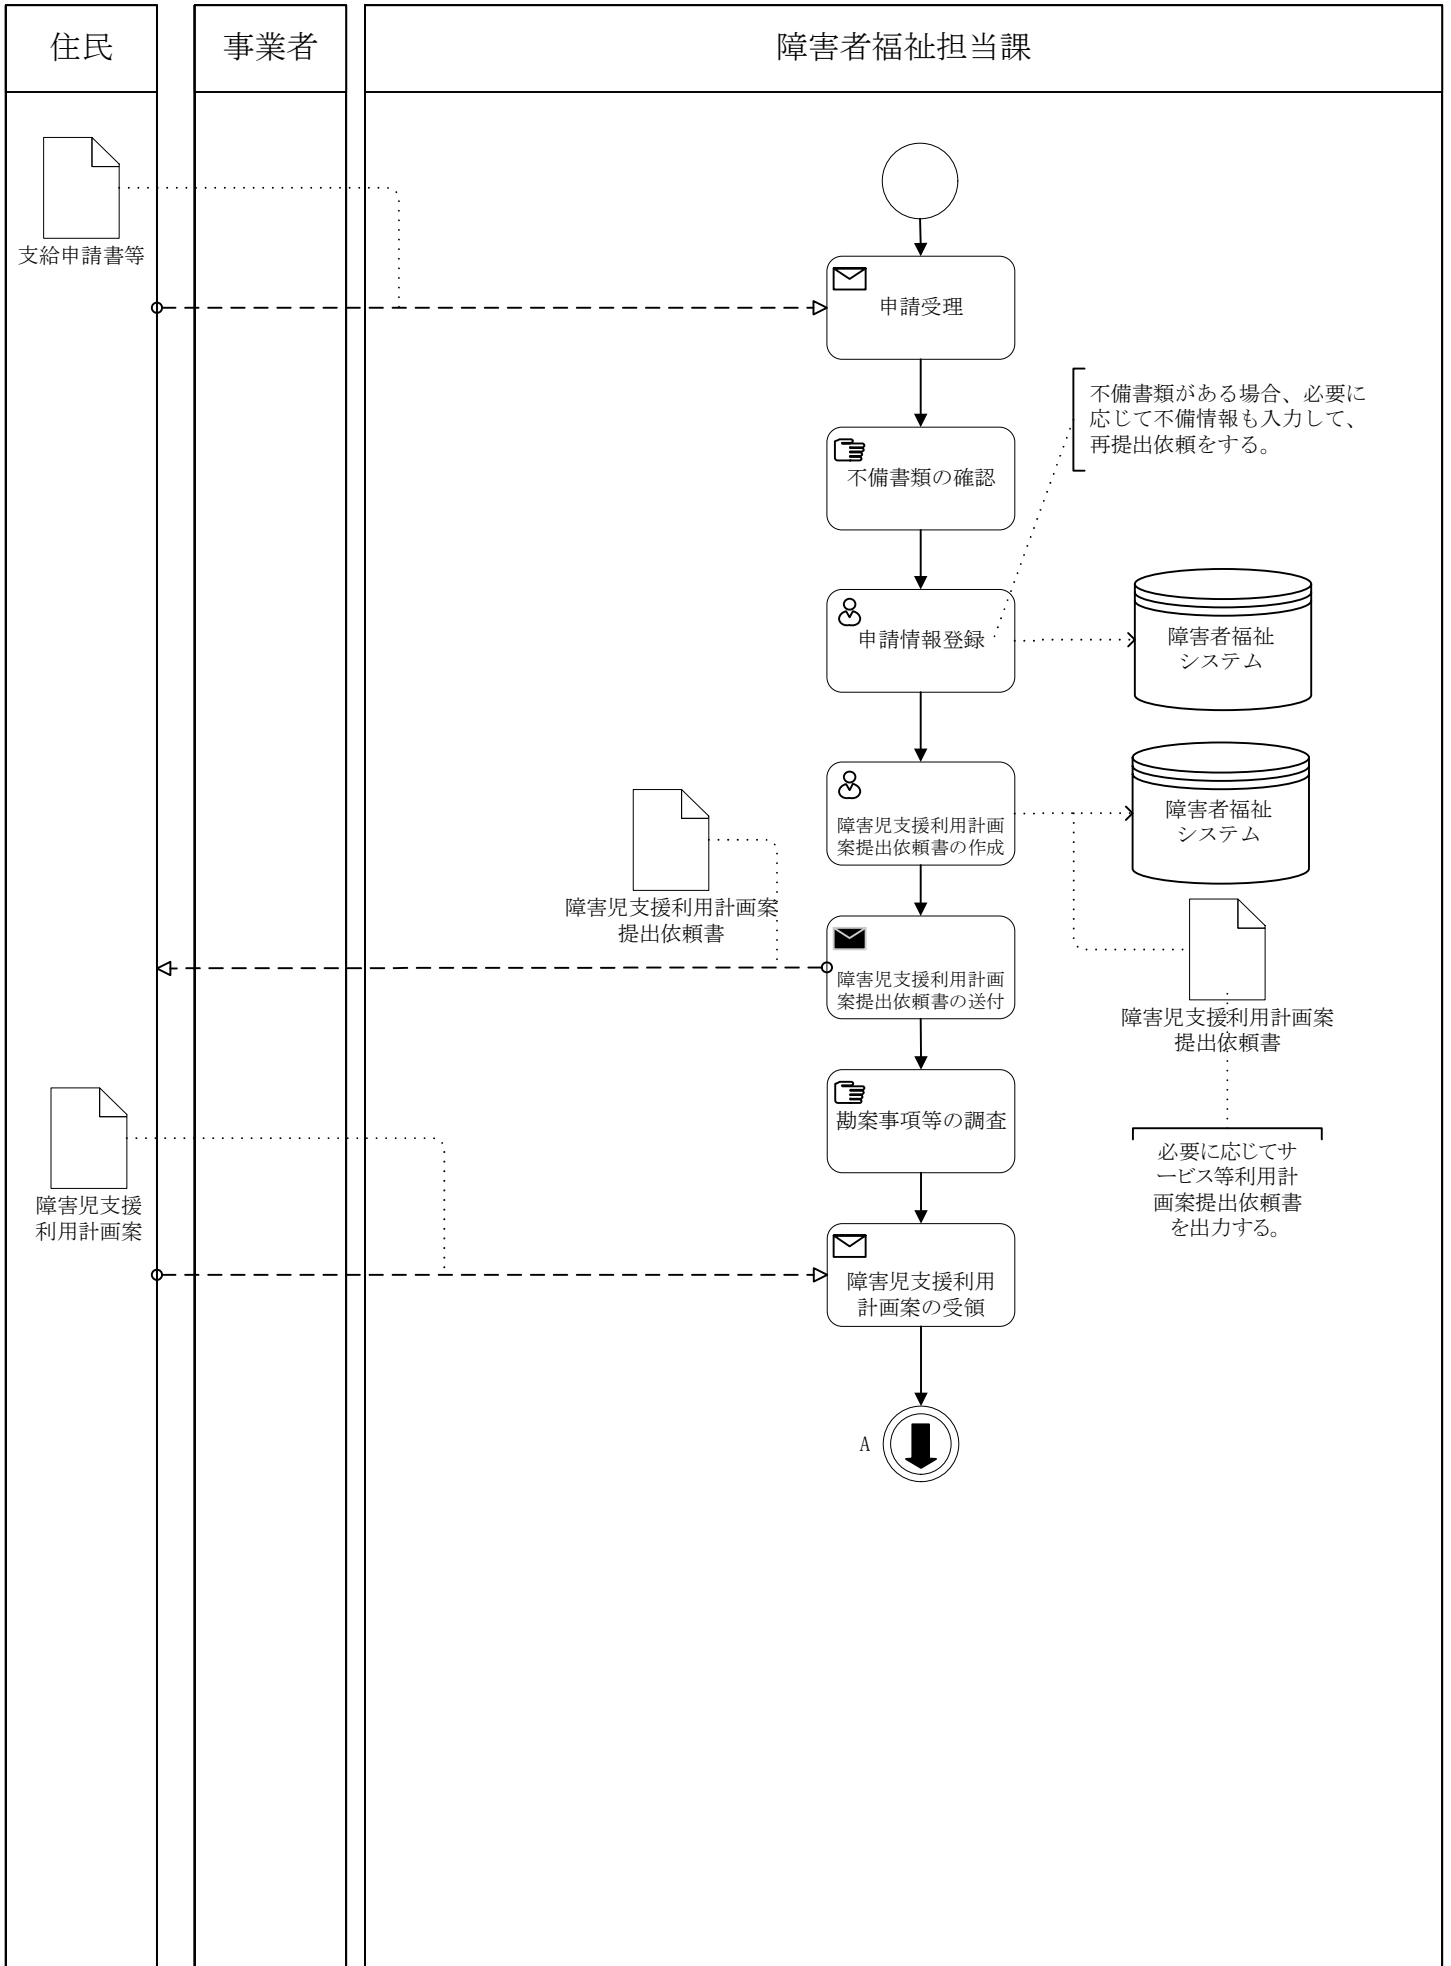 住民
事業者
障害者福祉担当課
支給申請書等
申請受理
不備書類がある場合、必要に
応じて不備情報も入力して、
再提出依頼をする。
不備書類の確認
申請情報登録
障害者福祉
システム
障害児支援利用計画
案提出依頼書の作成
障害者福祉
システム
障害児支援利用計画案
提出依頼書
障害児支援利用計画
案提出依頼書の送付
障害児支援利用計画案
提出依頼書
勘案事項等の調査
必要に応じてサ
ービス等利用計
画案提出依頼書
を出力する。
障害児支援
利用計画案
障害児支援利用
計画案の受領
A